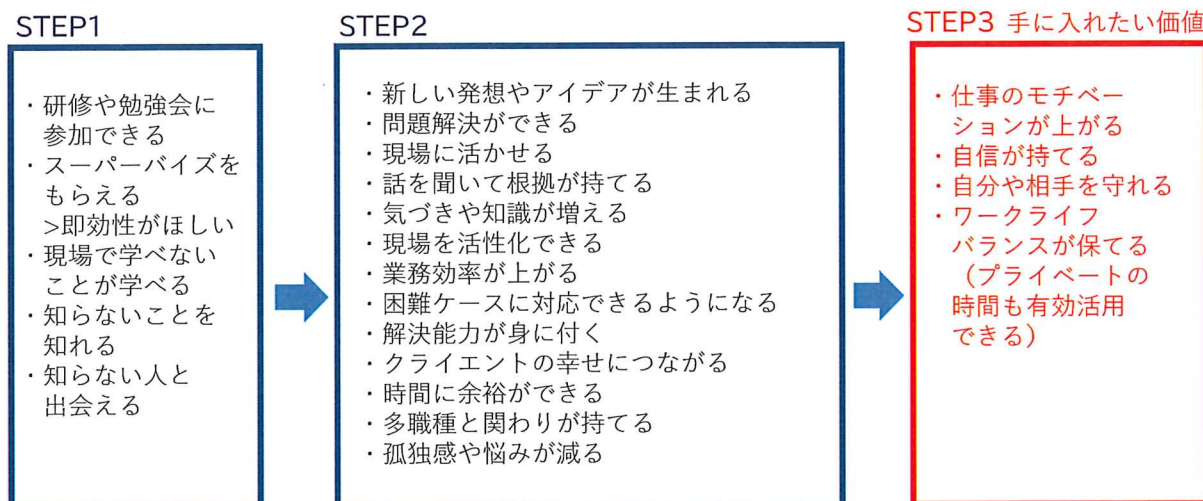 STEP1
・研修や勉強会に
参加できる
・スーパーバイズを
もらえる
>即効性がほしい
・現場で学べない
ことが学べる
・知らないことを
知れる
・知らない人と
出会える
STEP2
・新しい発想やアイデアが生まれる
・問題解決ができる
・現場に活かせる
・話を聞いて根拠が持てる
・気づきや知識が増える
・現場を活性化できる
・業務効率が上がる
・困難ケースに対応できるようになる
・解決能力が身に付く
・クライエントの幸せにつながる
・時間に余裕ができる
・多職種と関わりが持てる
・孤独感や悩みが減る
STEP3 手に入れたい価値
・仕事のモチベー
ションが上がる
・自信が持てる
・自分や相手を守れる
・ワークライフ
バランスが保てる
（プライベートの
時間も有効活用
できる）